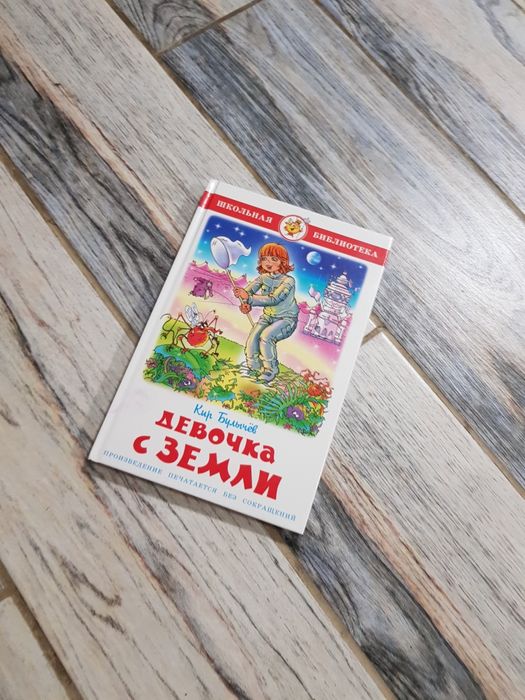 ШКОЛЬНАЯ БИБЛИОТЕКА
Кир Булычёв
ДЕВОЧКА
С ЗЕМЛИ
ПРОИЗВЕДЕНИЕ ПЕЧАТАЕТСЯ БЕЗ СОКРАЩЕНИЙ